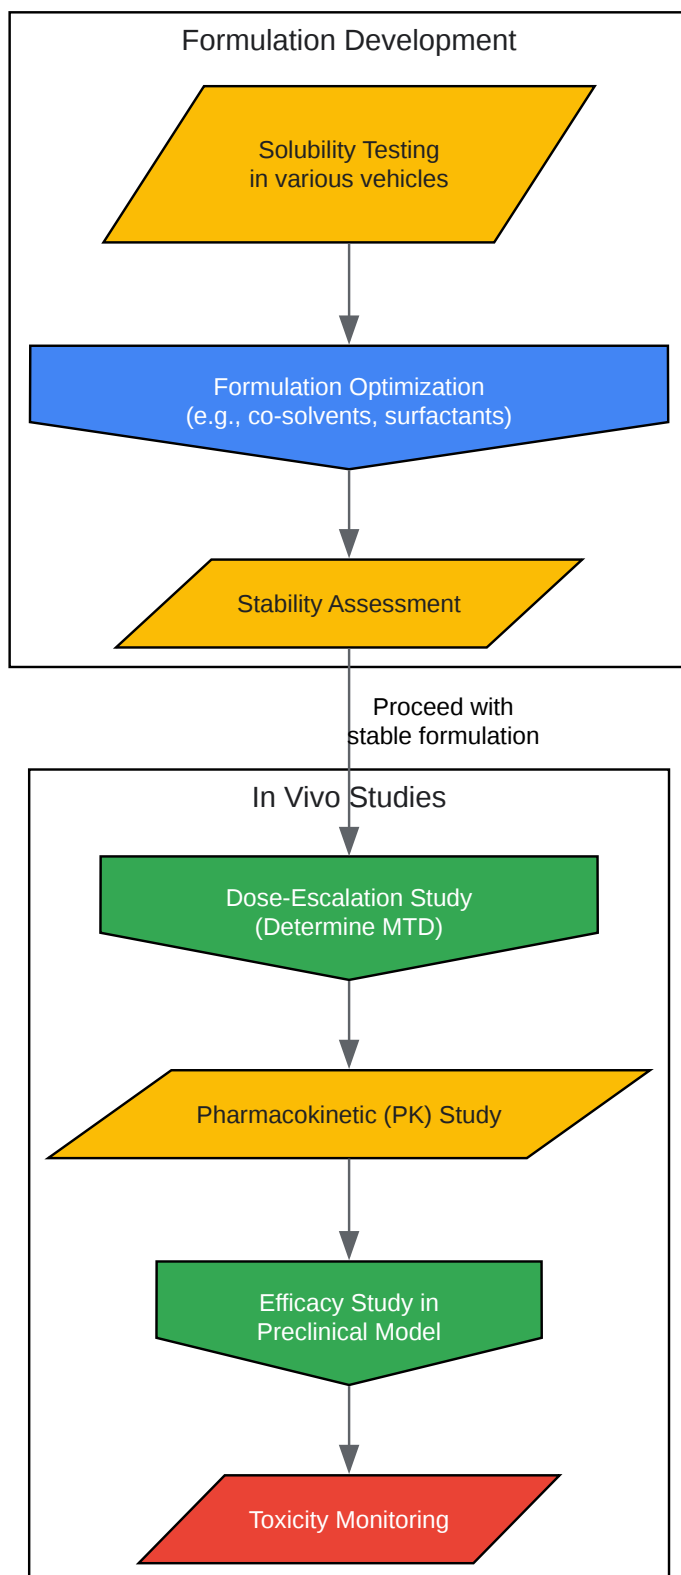 Formulation Development
Solubility Testing
in various vehicles
Formulation Optimization
(e.g., co-solvents, surfactants)
Stability Assessment
Proceed with
stable formulation
In Vivo Studies
Dose-Escalation Study
(Determine MTD)
Pharmacokinetic (PK) Study
Efficacy Study in
Preclinical Model
Toxicity Monitoring